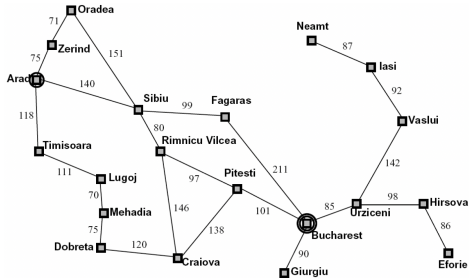 Oradea
Neamt
71
87
Zerind
151
Iasi
75
Arad
140
92
Sibiu
99
Fagaras
118
80
Vaslui
Timisoara
Rimnicu Vilcea
142
111
211
Lugoj
97
Pitesti
70
98
Hirsova
85
Mehadia
146
101
Urziceni
75
138
86
Bucharest
120
Dobreta
90
Craiova
Eforie
Giurgiu